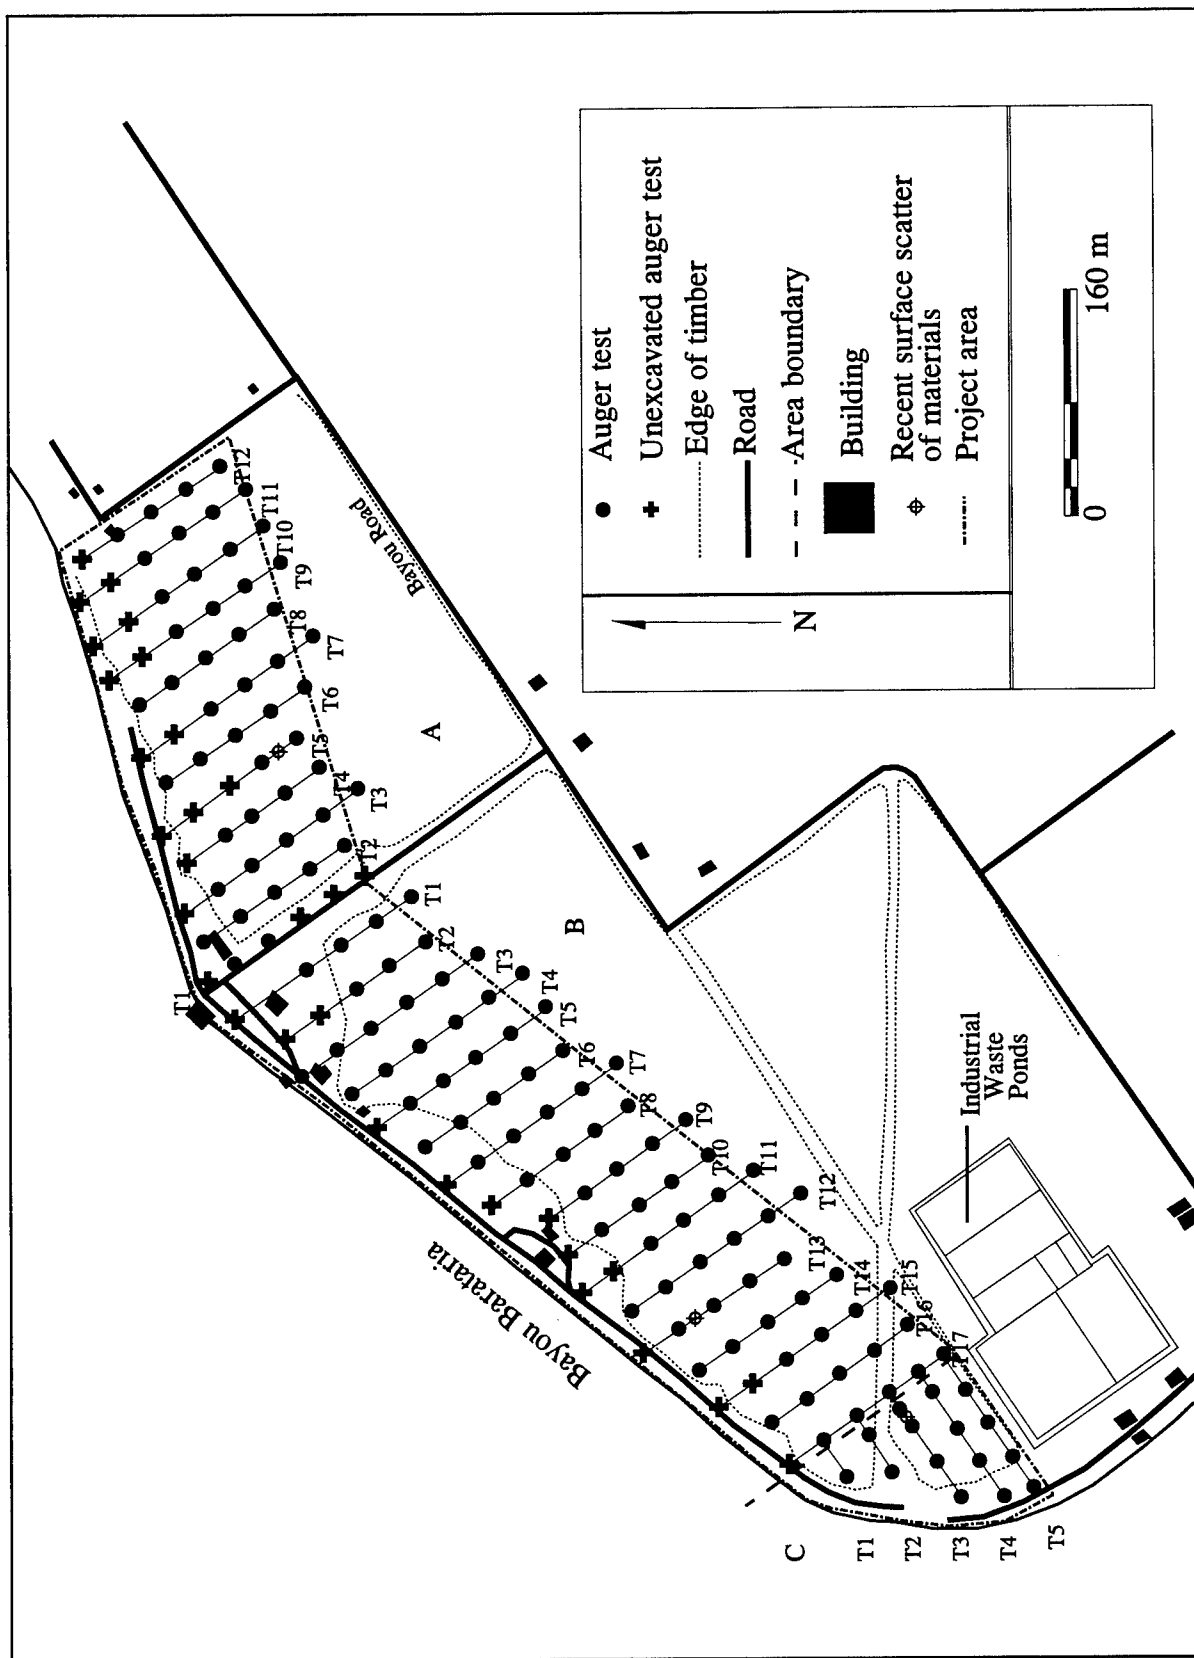 T12
T11
T10
T9
T8
T7
T6
T5
T4
T3
T2
T1
A
Bayou Road
T1
T2
T3
T4
T5
T6
T7
T8
T9
T10
T11
T12
T13
T14
T15
T16
T17
B
Bayou Barataria
C
T1
T2
T3
T4
T5
Industrial
Waste
Ponds
N
Auger test
Unexcavated auger test
Edge of timber
Road
Area boundary
Building
Recent surface scatter
of materials
Project area
0
160 m